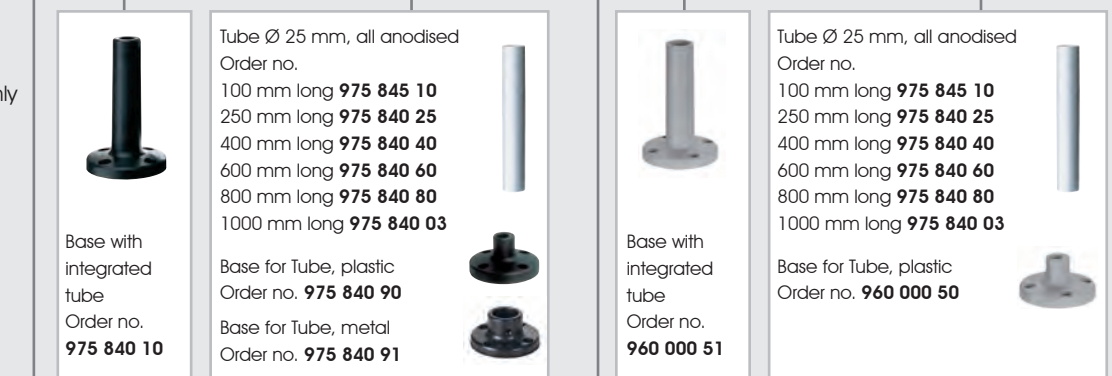 Base with
integrated
tube
Order no.
975 840 10
Tube Ø 25 mm, all anodised
Order no.
100 mm long 975 845 10
250 mm long 975 840 25
400 mm long 975 840 40
600 mm long 975 840 60
800 mm long 975 840 80
1000 mm long 975 840 03
Base for Tube, plastic
Order no. 975 840 90
Base for Tube, metal
Order no. 975 840 91
Base with
integrated
tube
Order no.
960 000 51
Tube Ø 25 mm, all anodised
Order no.
100 mm long 975 845 10
250 mm long 975 840 25
400 mm long 975 840 40
600 mm long 975 840 60
800 mm long 975 840 80
1000 mm long 975 840 03
Base for Tube, plastic
Order no. 960 000 50